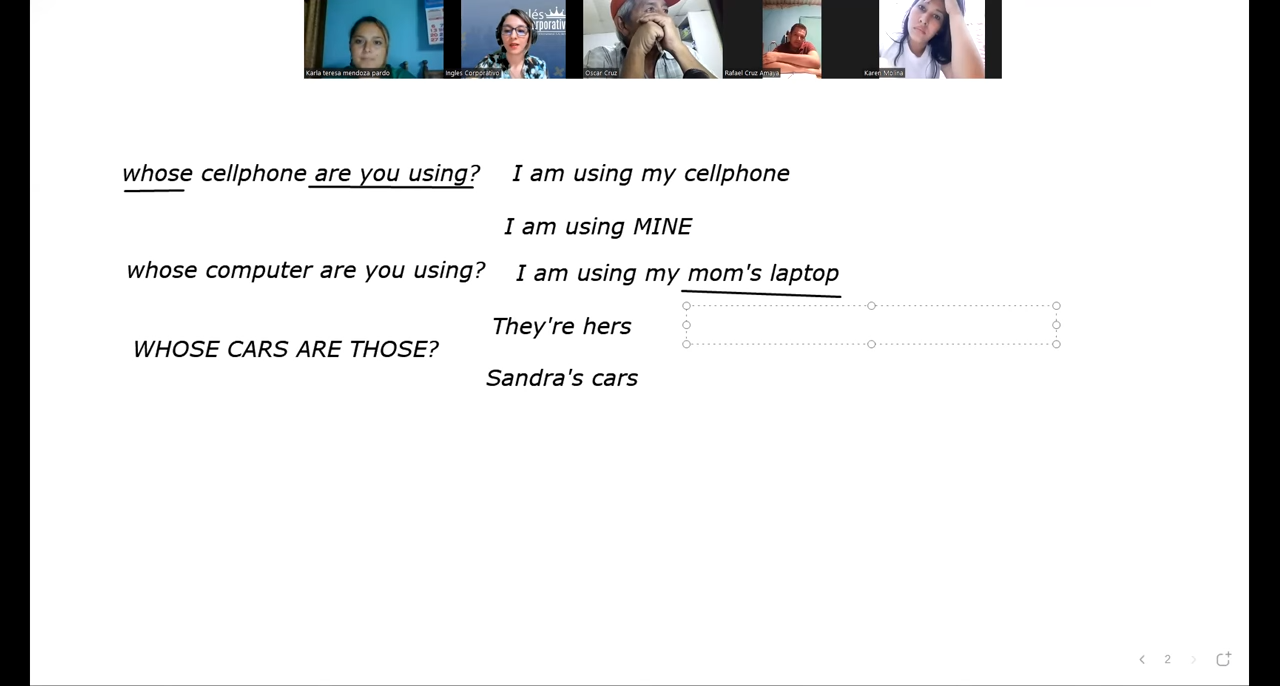 Karla teresa mendoza pardo
Ingles Corporativo
Oscar Cruz
Rafael Cruz Amaya
Karen Molina
whose cellphone are you using? I am using my cellphone
I am using MINE
whose computer are you using? I am using my mom's laptop
They're hers
WHOSE CARS ARE THOSE?
Sandra's cars
2